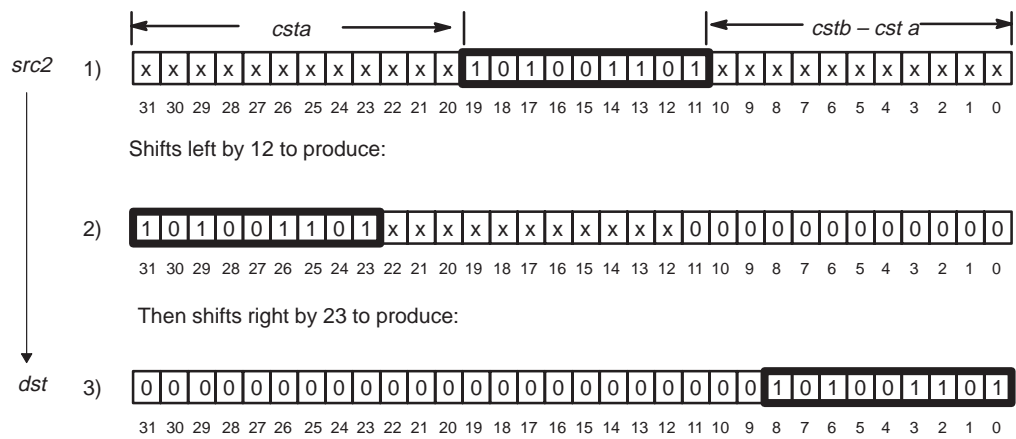 csta cstb – cst a
src2 1) x x x x x x x x x x x x 1 0 1 0 0 1 1 0 1 x x x x x x x x x x x
31 30 29 28 27 26 25 24 23 22 21 20 19 18 17 16 15 14 13 12 11 10 9 8 7 6 5 4 3 2 1 0
Shifts left by 12 to produce:
2) 1 0 1 0 0 1 1 0 1 x x x x x x x x x x x 0 0 0 0 0 0 0 0 0 0 0 0
31 30 29 28 27 26 25 24 23 22 21 20 19 18 17 16 15 14 13 12 11 10 9 8 7 6 5 4 3 2 1 0
Then shifts right by 23 to produce:
dst 3) 0 0 0 0 0 0 0 0 0 0 0 0 0 0 0 0 0 0 0 0 0 0 0 1 0 1 0 0 1 1 0 1
31 30 29 28 27 26 25 24 23 22 21 20 19 18 17 16 15 14 13 12 11 10 9 8 7 6 5 4 3 2 1 0